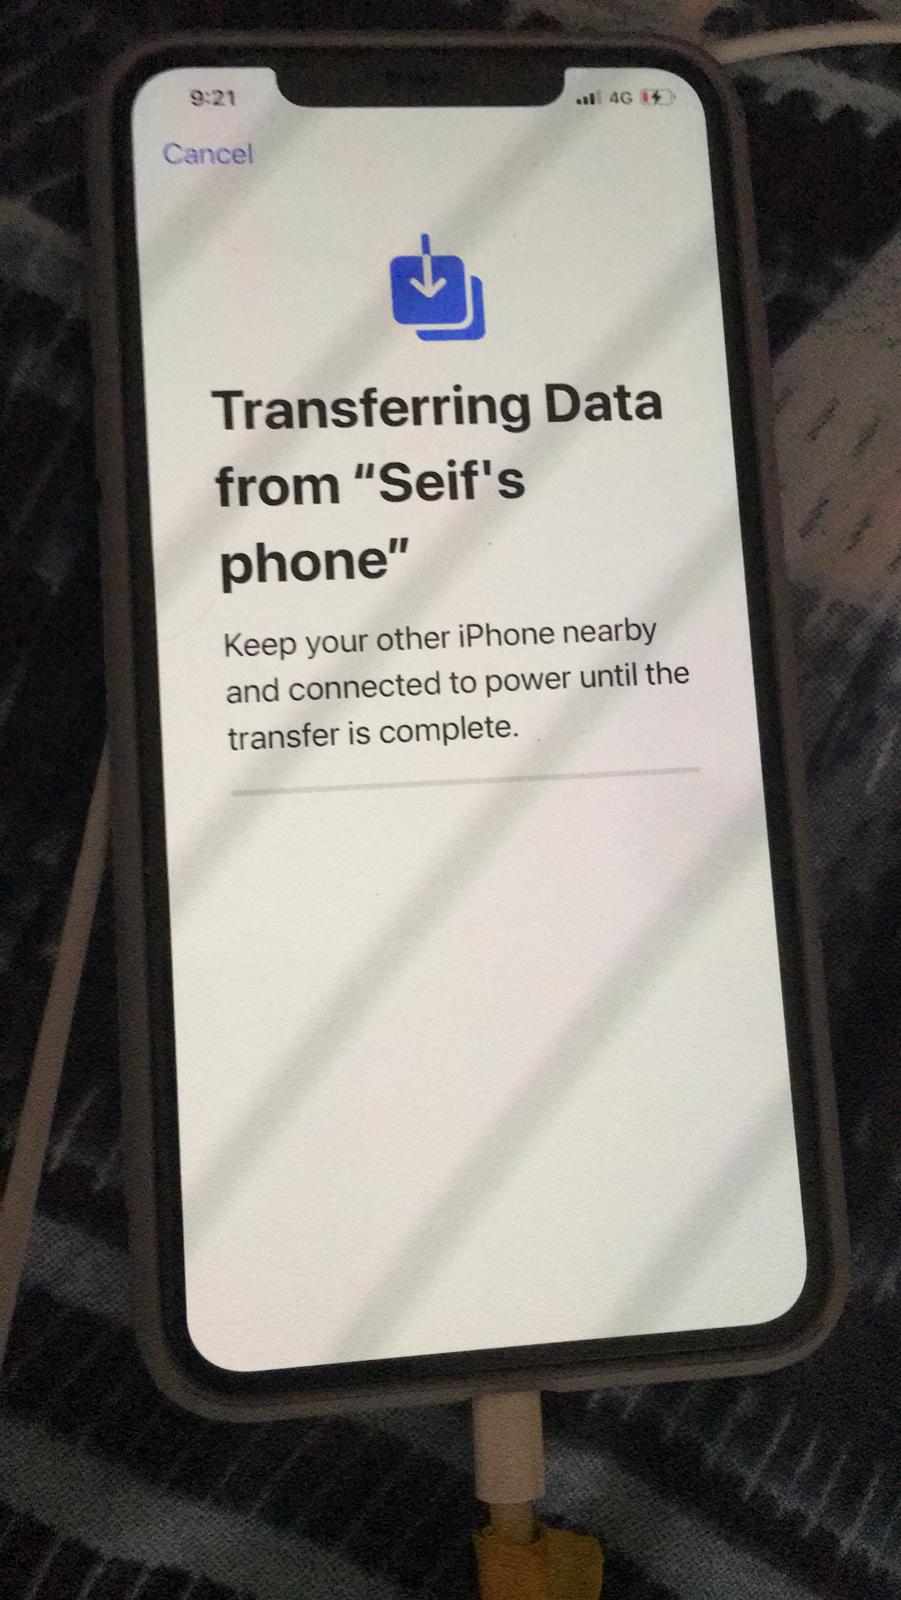 9:21
4G
Cancel
Transferring Data
from “Seif's
phone”
Keep your other iPhone nearby
and connected to power until the
transfer is complete.